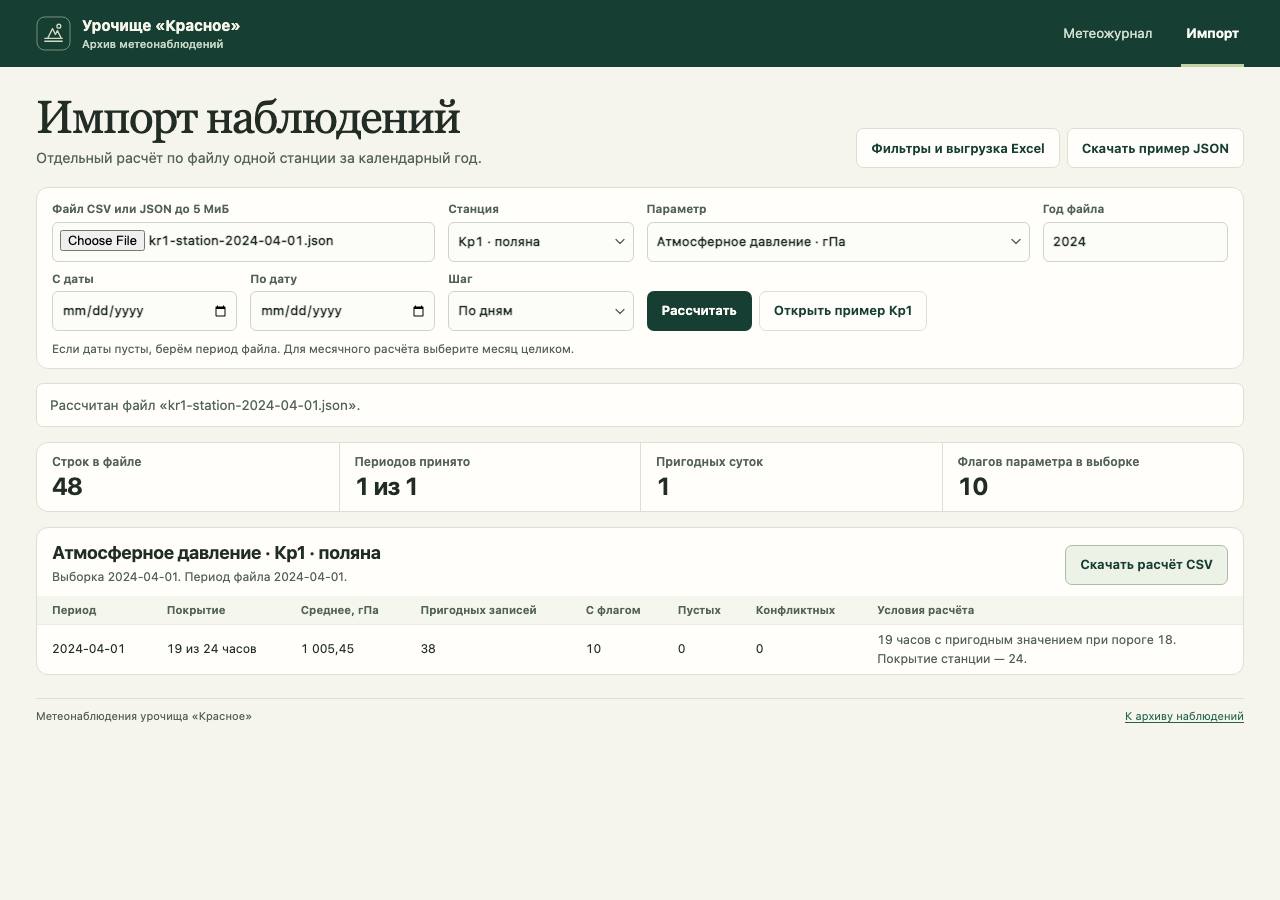 Урочище «Красное»
Архив метеонаблюдений
Метеожурнал
Импорт
Импорт наблюдений
Отдельный расчёт по файлу одной станции за календарный год.
Фильтры и выгрузка Excel
Скачать пример JSON
Файл CSV или JSON до 5 МиБ
Станция
Параметр
Год файла
Choose File kr1-station-2024-04-01.json
Кр1 · поляна
Атмосферное давление · гПа
2024
С даты
По дату
Шаг
mm/dd/yyyy
mm/dd/yyyy
По дням
Рассчитать
Открыть пример Кр1
Если даты пусты, берём период файла. Для месячного расчёта выберите месяц целиком.
Рассчитан файл «kr1-station-2024-04-01.json».
Строк в файле
48
Периодов принято
1 из 1
Пригодных суток
1
Флагов параметра в выборке
10
Атмосферное давление · Кр1 · поляна
Выборка 2024-04-01. Период файла 2024-04-01.
Скачать расчёт CSV
Период
Покрытие
Среднее, гПа
Пригодных записей
С флагом
Пустых
Конфликтных
Условия расчёта
2024-04-01
19 из 24 часов
1 005,45
38
10
0
0
19 часов с пригодным значением при пороге 18.
Покрытие станции — 24.
Метеонаблюдения урочища «Красное»
К архиву наблюдений